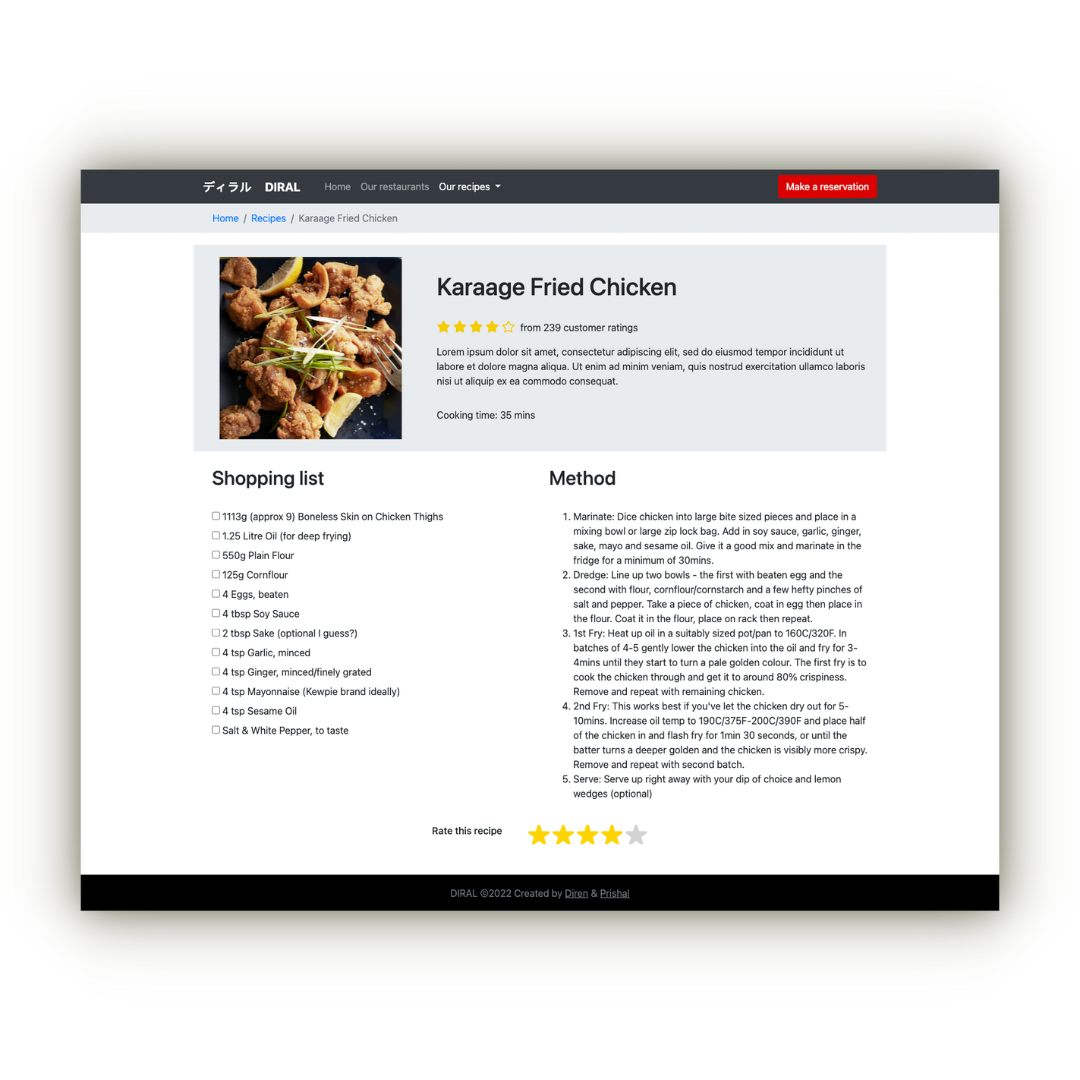 ディラル DIRAL Home Our restaurants Our recipes Make a reservation
Home / Recipes / Karaage Fried Chicken
Karaage Fried Chicken
from 239 customer ratings
Lorem ipsum dolor sit amet, consectetur adipiscing elit, sed do eiusmod tempor incididunt ut
labore et dolore magna aliqua. Ut enim ad minim veniam, quis nostrud exercitation ullamco laboris
nisi ut aliquip ex ea commodo consequat.
Cooking time: 35 mins
Shopping list
1113g (approx 9) Boneless Skin on Chicken Thighs
1.25 Litre Oil (for deep frying)
550g Plain Flour
125g Cornflour
4 Eggs, beaten
4 tbsp Soy Sauce
2 tbsp Sake (optional I guess?)
4 tsp Garlic, minced
4 tsp Ginger, minced/finely grated
4 tsp Mayonnaise (Kewpie brand ideally)
4 tsp Sesame Oil
Salt & White Pepper, to taste
Method
1. Marinate: Dice chicken into large bite sized pieces and place in a
mixing bowl or large zip lock bag. Add in soy sauce, garlic, ginger,
sake, mayo and sesame oil. Give it a good mix and marinate in the
fridge for a minimum of 30mins.
2. Dredge: Line up two bowls - the first with beaten egg and the
second with flour, cornflour/cornstarch and a few hefty pinches of
salt and pepper. Take a piece of chicken, coat in egg then place in
the flour. Coat it in the flour, place on rack then repeat.
3. 1st Fry: Heat up oil in a suitably sized pot/pan to 160C/320F. In
batches of 4-5 gently lower the chicken into the oil and fry for 3-
4mins until they start to turn a pale golden colour. The first fry is to
cook the chicken through and get it to around 80% crispiness.
Remove and repeat with remaining chicken.
4. 2nd Fry: This works best if you've let the chicken dry out for 5-
10mins. Increase oil temp to 190C/375F-200C/390F and place half
of the chicken in and flash fry for 1min 30 seconds, or until the
batter turns a deeper golden and the chicken is visibly more crispy.
Remove and repeat with second batch.
5. Serve: Serve up right away with your dip of choice and lemon
wedges (optional)
Rate this recipe
DIRAL ©2022 Created by Diren & Prishal